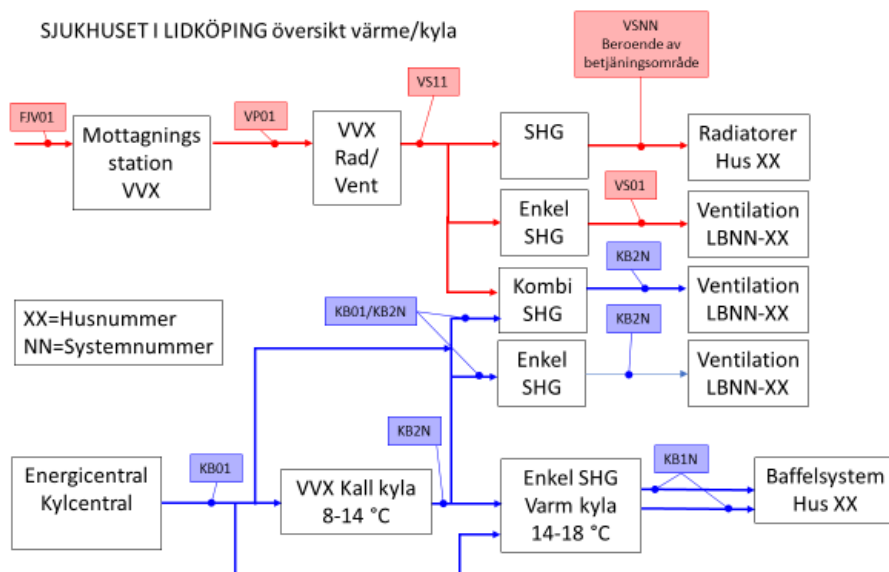 SJUKHUSET I LIDKÖPING översikt värme/kyla
VSNN
Beroende av
betjäningsområde
FJV01
VP01
VS11
Mottagnings
station
VVX
VVX
Rad/
Vent
SHG
Radiatorer
Hus XX
VS01
Enkel
SHG
Ventilation
LBNN-XX
KB2N
Kombi
SHG
Ventilation
LBNN-XX
XX=Husnummer
NN=Systemnummer
KB01/KB2N
KB2N
Enkel
SHG
Ventilation
LBNN-XX
KB2N
Energicentral
Kylcentral
KB01
VVX Kall kyla
8-14 °C
Enkel SHG
Varm kyla
14-18 °C
KB1N
Baffelsystem
Hus XX